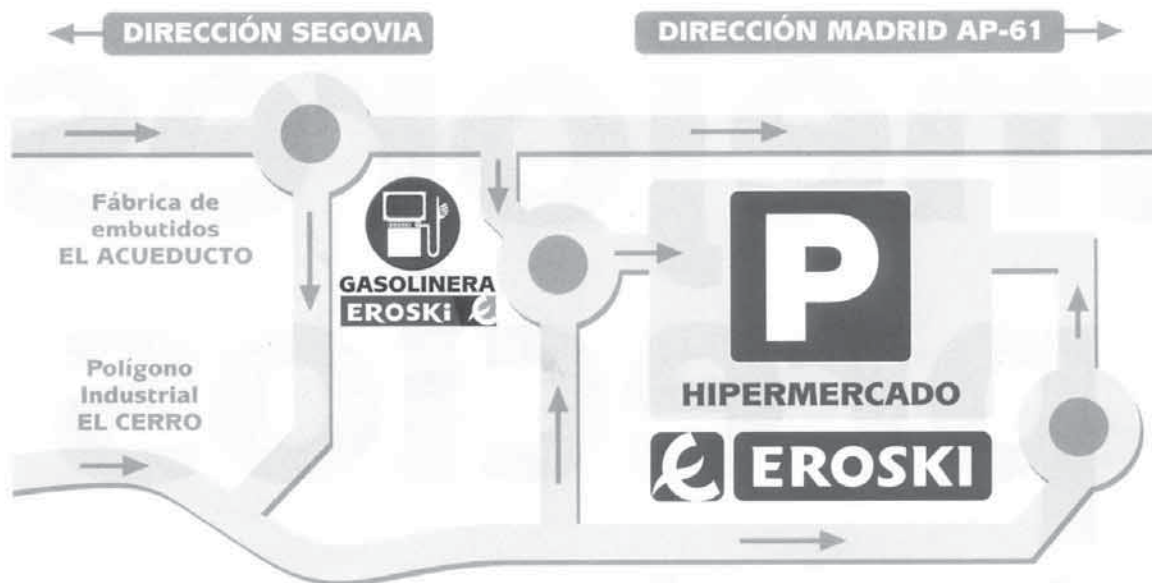 DIRECCIÓN SEGOVIA
DIRECCIÓN MADRID AP-61
Fábrica de
embutidos
EL ACUEDUCTO
GASOLINERA
EROSKi
P
HIPERMERCADO
Polígono
Industrial
EL CERRO
EROSKI